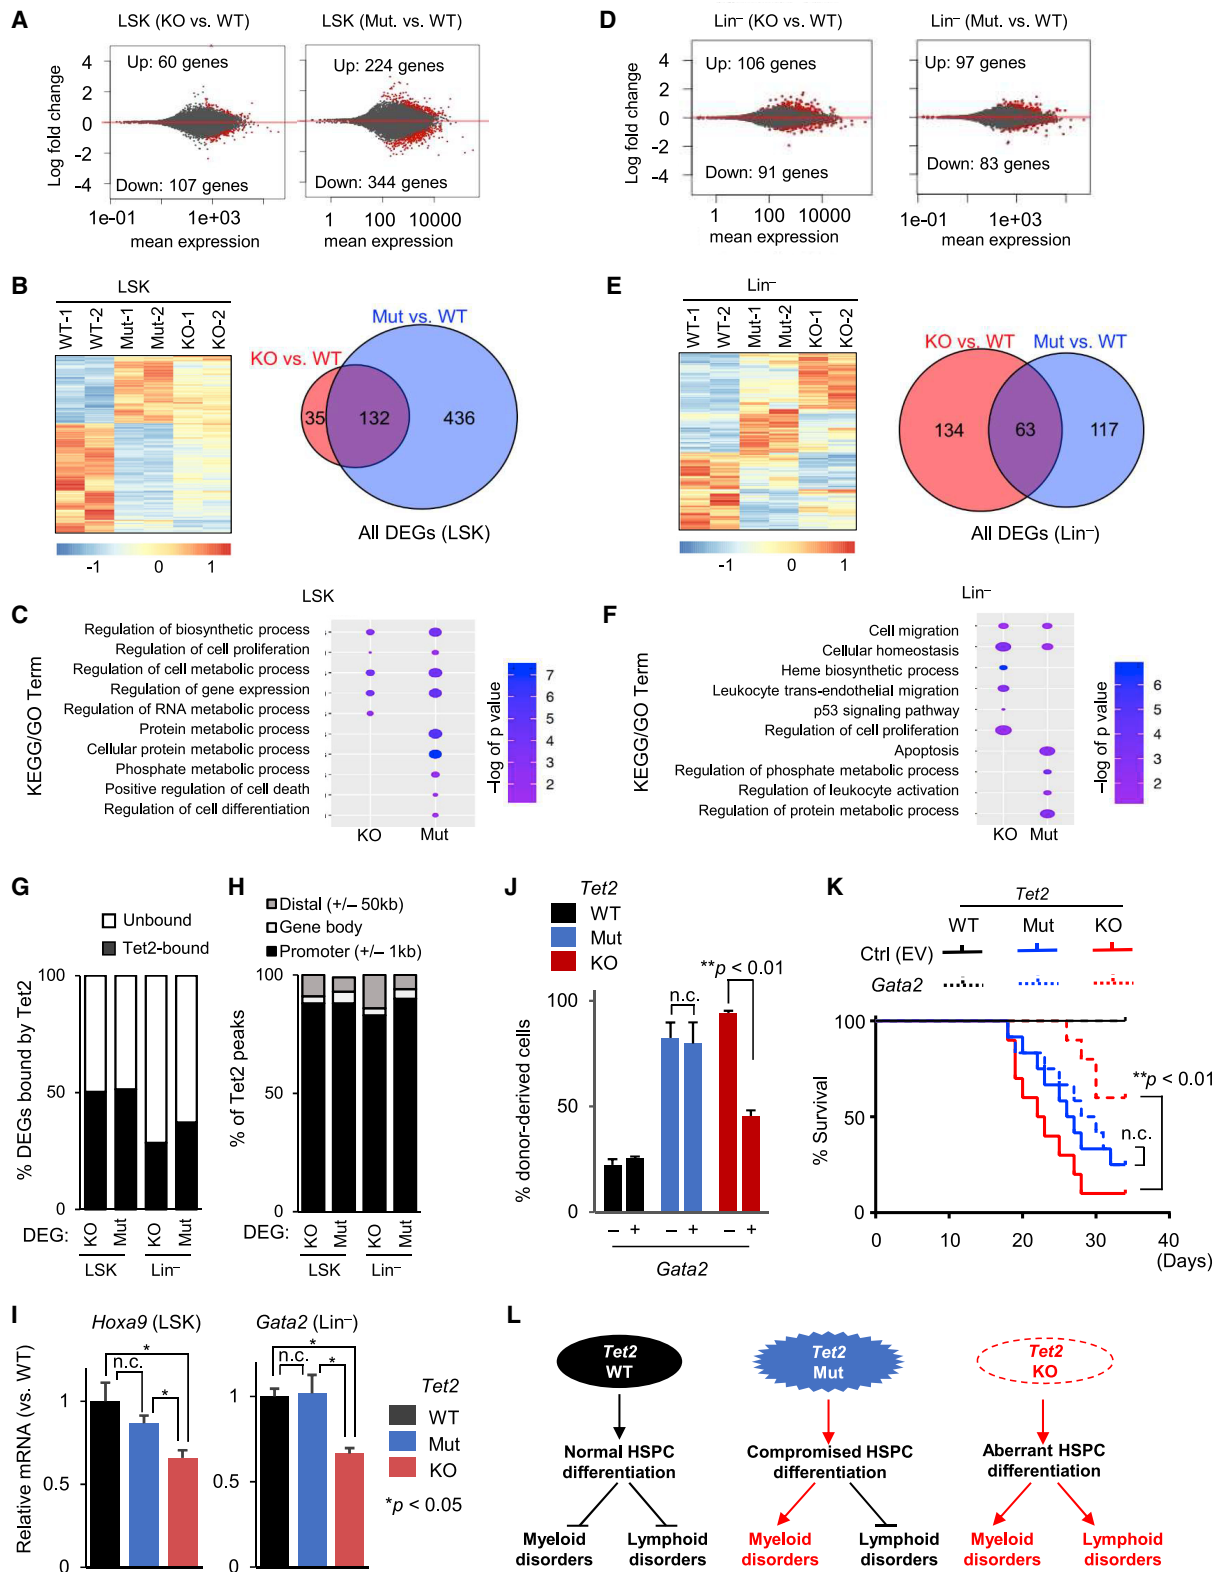 A
LSK (KO vs. WT)
LSK (Mut. vs. WT)
Log fold change
4
2
0
-2
-4
Up: 60 genes
Down: 107 genes
1e−01
1e+03
mean expression
Up: 224 genes
Down: 344 genes
1
100
10000
mean expression
D
Lin− (KO vs. WT)
Lin− (Mut. vs WT)
Log fold change
4
2
0
-2
-4
Up: 106 genes
Down: 91 genes
1
100
10000
mean expression
Up: 97 genes
Down: 83 genes
1e−01
1e+03
mean expression
B
LSK
WT-1
WT-2
Mut-1
Mut-2
KO-1
KO-2
-1
0
1
Mut vs. WT
KO vs. WT
35
132
436
All DEGs (LSK)
E
Lin−
WT-1
WT-2
Mut-1
Mut-2
KO-1
KO-2
-1
0
1
KO vs. WT
Mut vs. WT
134
63
117
All DEGs (Lin−)
C
LSK
KEGG/GO Term
Regulation of biosynthetic process
Regulation of cell proliferation
Regulation of cell metabolic process
Regulation of gene expression
Regulation of RNA metabolic process
Protein metabolic process
Cellular protein metabolic process
Phosphate metabolic process
Positive regulation of cell death
Regulation of cell differentiation
KO
Mut
−log of p value
7
6
5
4
3
2
F
Lin−
KEGG/GO Term
Cell migration
Cellular homeostasis
Heme biosynthetic process
Leukocyte trans-endothelial migration
p53 signaling pathway
Regulation of cell proliferation
Apoptosis
Regulation of phosphate metabolic process
Regulation of leukocyte activation
Regulation of protein metabolic process
KO
Mut
−log of p value
6
5
4
3
2
G
Unbound
Tet2-bound
% DEGs bound by Tet2
100
50
0
DEG:
KO
Mut
KO
Mut
LSK
Lin−
H
Distal (+/− 50kb)
Gene body
Promoter (+/− 1kb)
% of Tet2 peaks
100
50
0
DEG:
KO
Mut
KO
Mut
LSK
Lin−
J
Tet2
WT
Mut
KO
**p < 0.01
n.c.
% donor-derived cells
100
50
0
− + − + − +
Gata2
K
Tet2
WT
Mut
KO
Ctrl (EV)
Gata2
% Survival
100
50
0
**p < 0.01
n.c.
0
20
20
40
(Days)
I
Hoxa9 (LSK)
Gata2 (Lin−)
Relative mRNA (vs. WT)
1
0.5
0
*
n.c.
*
1
0.5
0
*
n.c.
*
Tet2
WT
Mut
KO
*p < 0.05
L
Tet2
WT
Normal HSPC
differentiation
Myeloid
disorders
Lymphoid
disorders
Tet2
Mut
Compromised HSPC
differentiation
Myeloid
disorders
Lymphoid
disorders
Tet2
KO
Aberrant HSPC
differentiation
Myeloid
disorders
Lymphoid
disorders